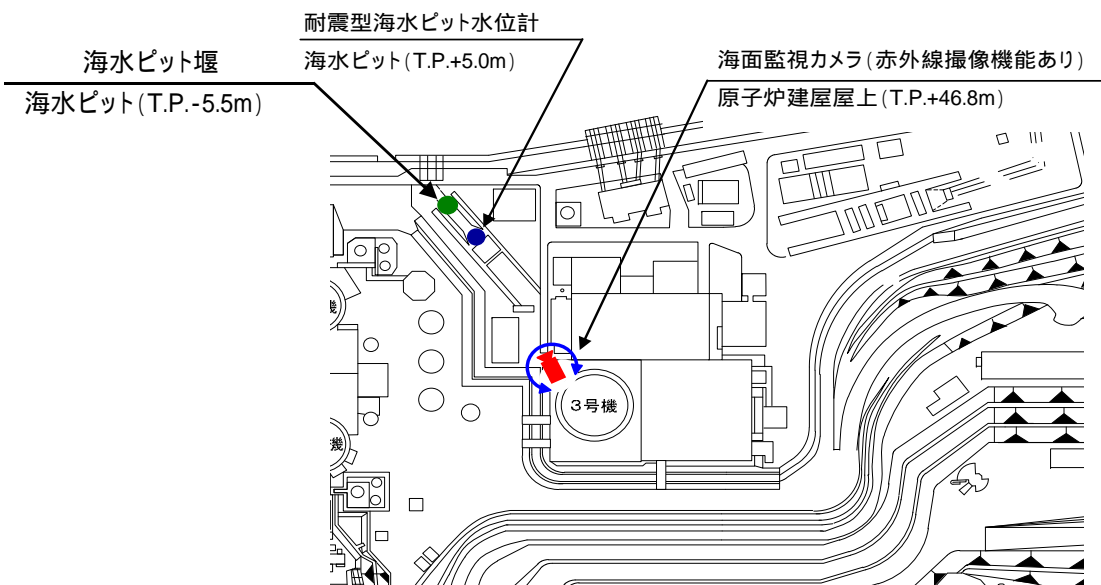 耐震型海水ピット水位計
海水ピット(T.P.+5.0m)
海水ピット堰
海水ピット(T.P.-5.5m)
海面監視カメラ(赤外線撮像機能あり)
原子炉建屋屋上(T.P.+46.8m)
機
3号機
機